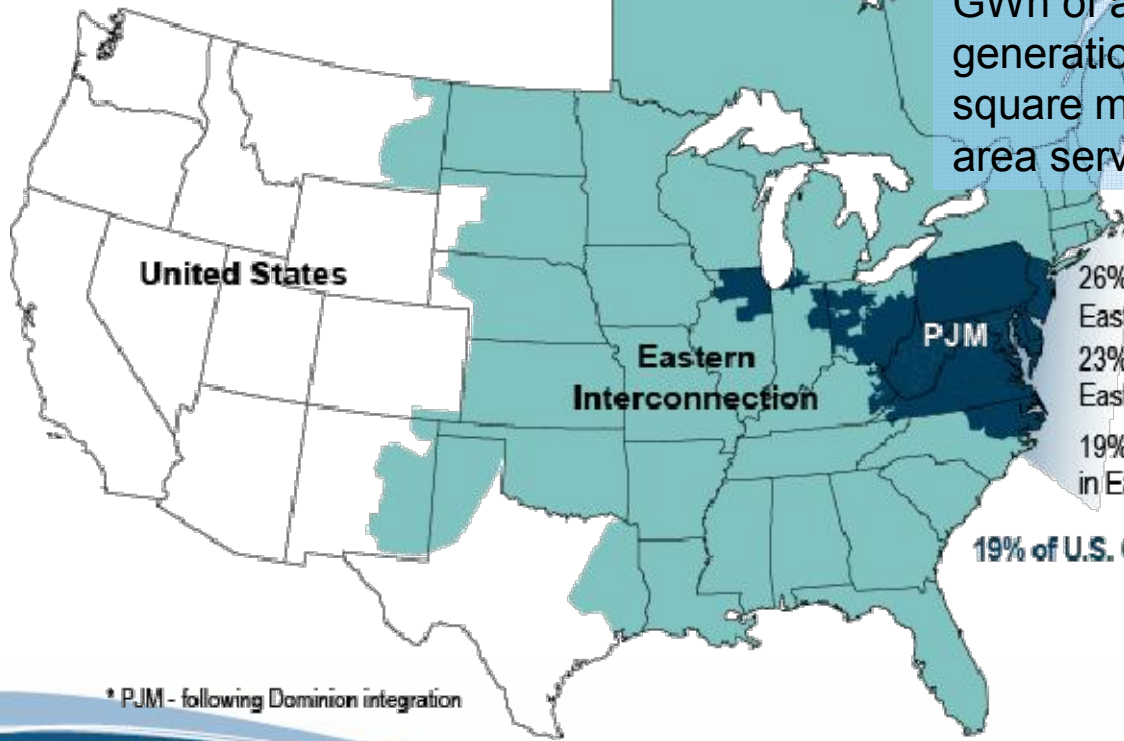 GWh of a
generatio
square m
area serv
United States
Eastern
Interconnection
PJM
26%
East
23%
East
19%
in Ea
19% of U.S.
* PJM - following Dominion integration